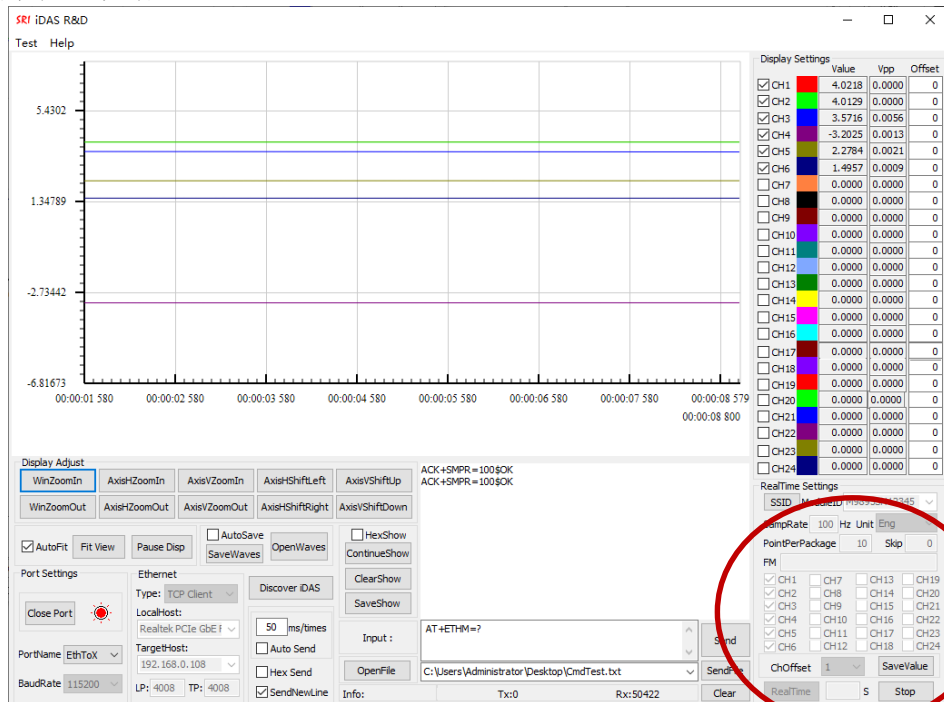 SRI iDAS R&D
Test Help
5.4302
1.34789
-2.73442
-6.81673
00:00:01 580 00:00:02 580 00:00:03 580 00:00:04 580 00:00:05 580 00:00:06 580 00:00:07 580 00:00:08 579
00:00:08 800
Display Settings
Value Vpp Offset
CH1 4.0218 0.0000 0
CH2 4.0129 0.0000 0
CH3 3.5716 0.0056 0
CH4 -3.2025 0.0013 0
CH5 2.2784 0.0021 0
CH6 1.4957 0.0009 0
CH7 0.0000 0.0000 0
CH8 0.0000 0.0000 0
CH9 0.0000 0.0000 0
CH10 0.0000 0.0000 0
CH11 0.0000 0.0000 0
CH12 0.0000 0.0000 0
CH13 0.0000 0.0000 0
CH14 0.0000 0.0000 0
CH15 0.0000 0.0000 0
CH16 0.0000 0.0000 0
CH17 0.0000 0.0000 0
CH18 0.0000 0.0000 0
CH19 0.0000 0.0000 0
CH20 0.0000 0.0000 0
CH21 0.0000 0.0000 0
CH22 0.0000 0.0000 0
CH23 0.0000 0.0000 0
CH24 0.0000 0.0000 0
Display Adjust
WinZoomIn AxisHZoomIn AxisVZoomIn AxisHShiftLeft AxisVShiftUp
WinZoomOut AxisHZoomOut AxisVZoomOut AxisHShiftRight AxisVShiftDown
AutoFit Fit View Pause Disp AutoSave SaveWaves OpenWaves
HexShow
ContinueShow
ClearShow
SaveShow
ACK+SMPR=100$OK
ACK+SMPR=100$OK
Port Settings
Close Port
PortName EthToX
BaudRate 115200
Ethernet
Type: TCP Client
LocalHost:
Realtek PCIe GbE F
TargetHost:
192.168.0.108
LP: 4008 TP: 4008
Discover iDAS
50 ms/times
Auto Send
Hex Send
SendNewLine
Input : AT+ETHM=? Send
OpenFile C:\Users\Administrator\Desktop\CmdTest.txt SendFile
Info: Tx:0 Rx:50422 Clear
RealTime Settings
SSID ModuleID
SampRate 100 Hz Unit Eng
PointPerPackage 10 Skip 0
FM
CH1 CH7 CH13 CH19
CH2 CH8 CH14 CH20
CH3 CH9 CH15 CH21
CH4 CH10 CH16 CH22
CH5 CH11 CH17 CH23
CH6 CH12 CH18 CH24
ChOffset 1 SaveValue
RealTime S Stop